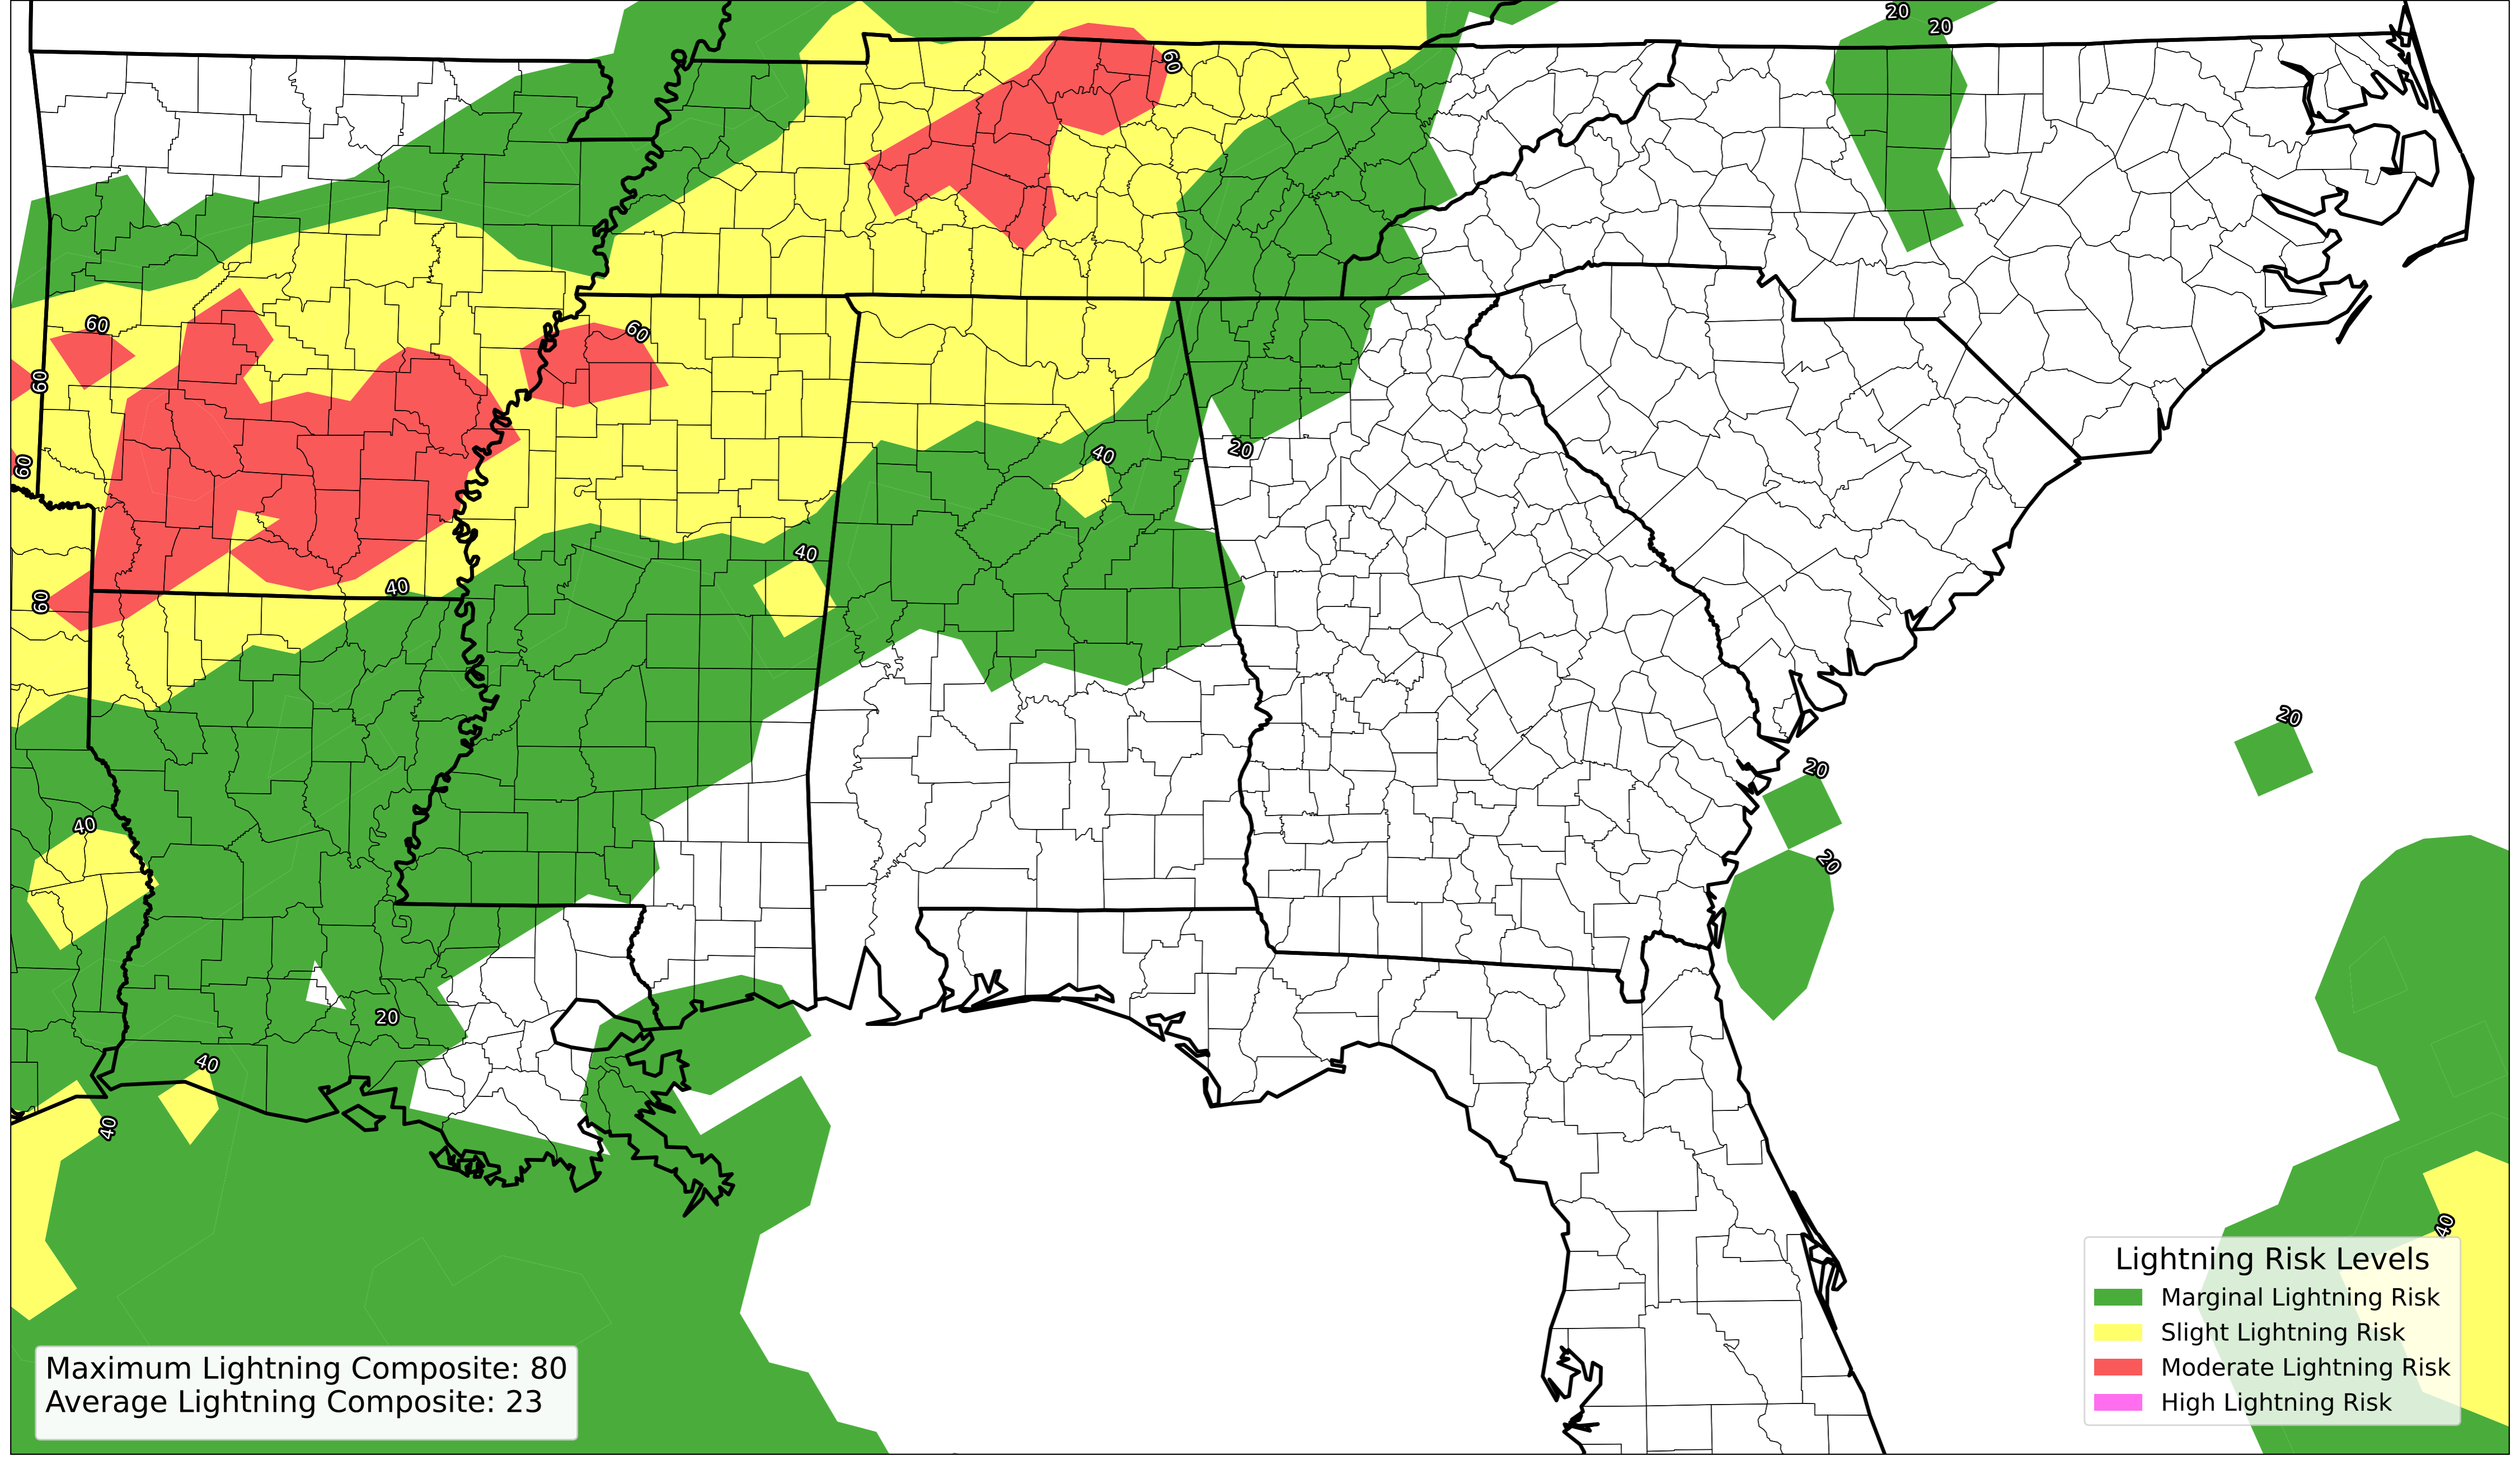 20
20
60
60
60
60
60
20
40
40
40
60
20
20
20
40
20
40
40
40
Lightning Risk Levels
Marginal Lightning Risk
Slight Lightning Risk
Moderate Lightning Risk
High Lightning Risk
Maximum Lightning Composite: 80
Average Lightning Composite: 23